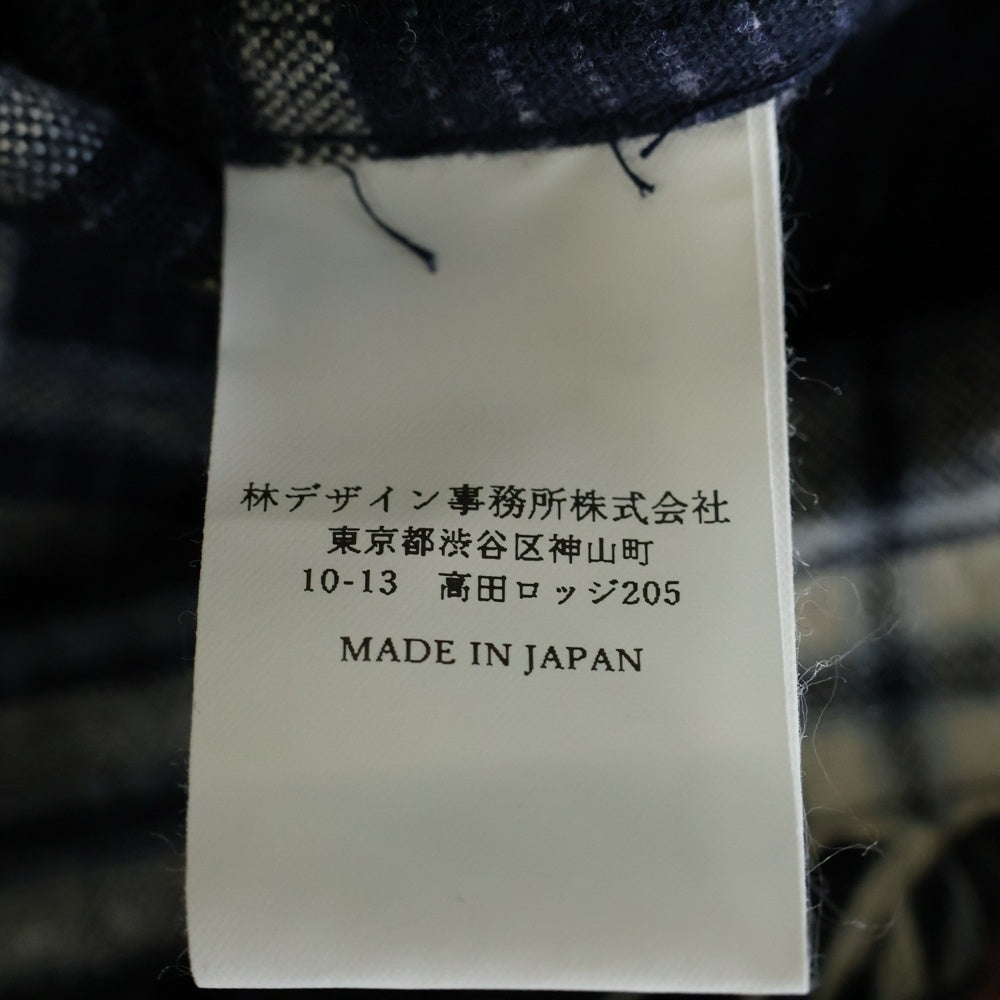 林デザイン事務所株式会社
東京都渋谷区神山町
10-13　高田ロッジ205
MADE IN JAPAN